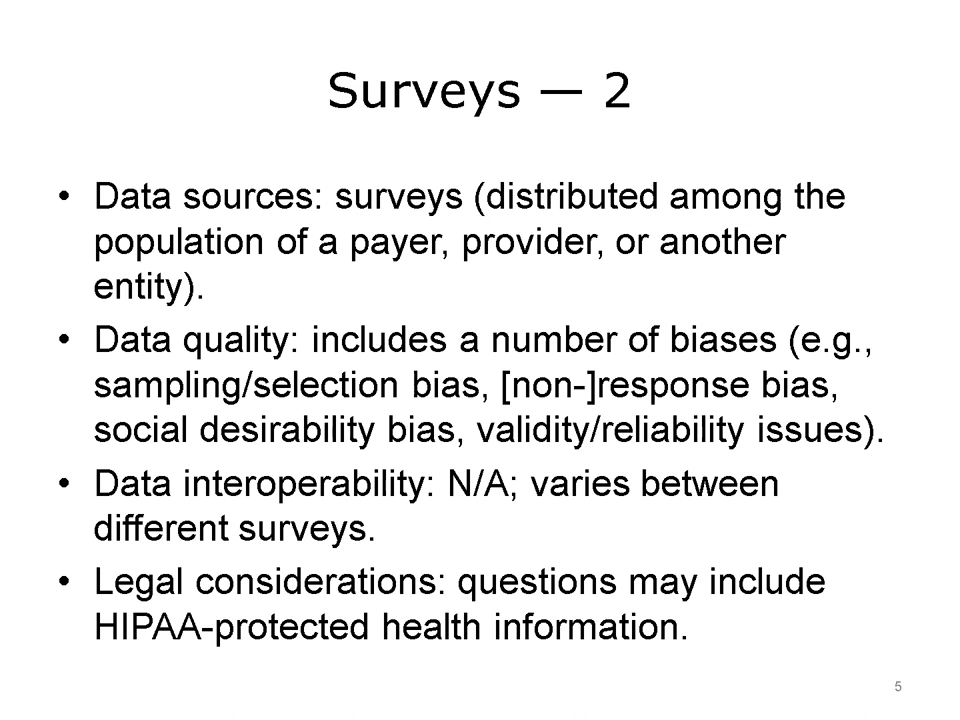 Surveys — 2
• Data sources: surveys (distributed among the
population of a payer, provider, or another
entity).
• Data quality: includes a number of biases (e.g.,
sampling/selection bias, [non-]response bias,
social desirability bias, validity/reliability issues).
• Data interoperability: N/A; varies between
different surveys.
• Legal considerations: questions may include
HIPAA-protected health information.
5